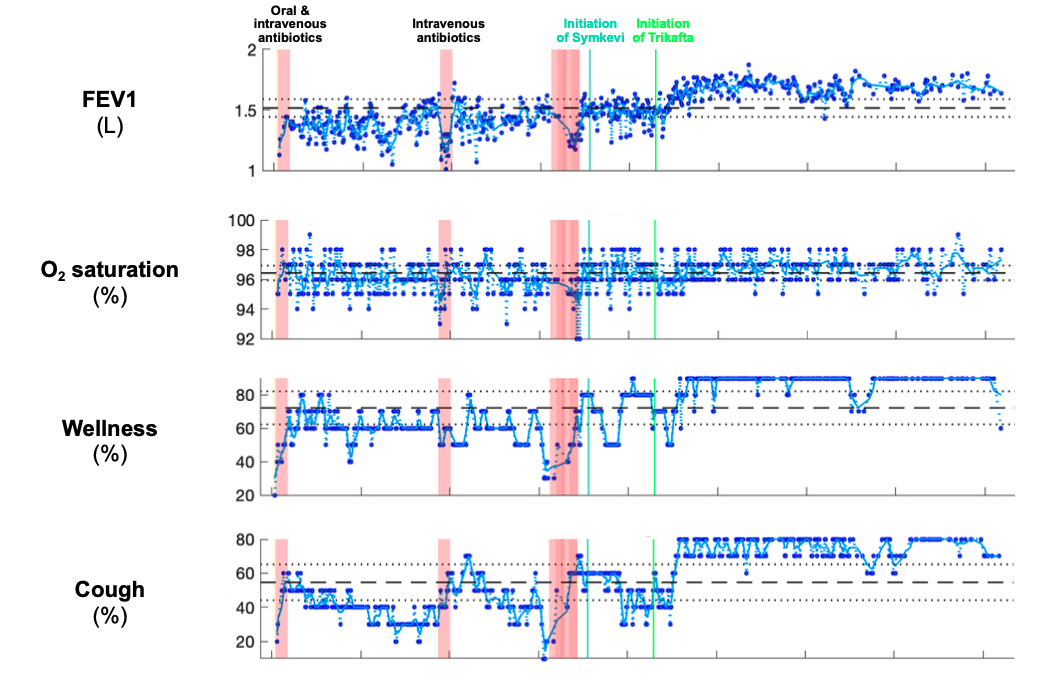 Oral &
intravenous
antibiotics
Intravenous
antibiotics
Initiation
of Symkevi
Initiation
of Trikafta
FEV1
(L)
2
1.5
1
O₂ saturation
(%)
100
98
96
94
92
Wellness
(%)
80
60
40
20
Cough
(%)
80
60
40
20